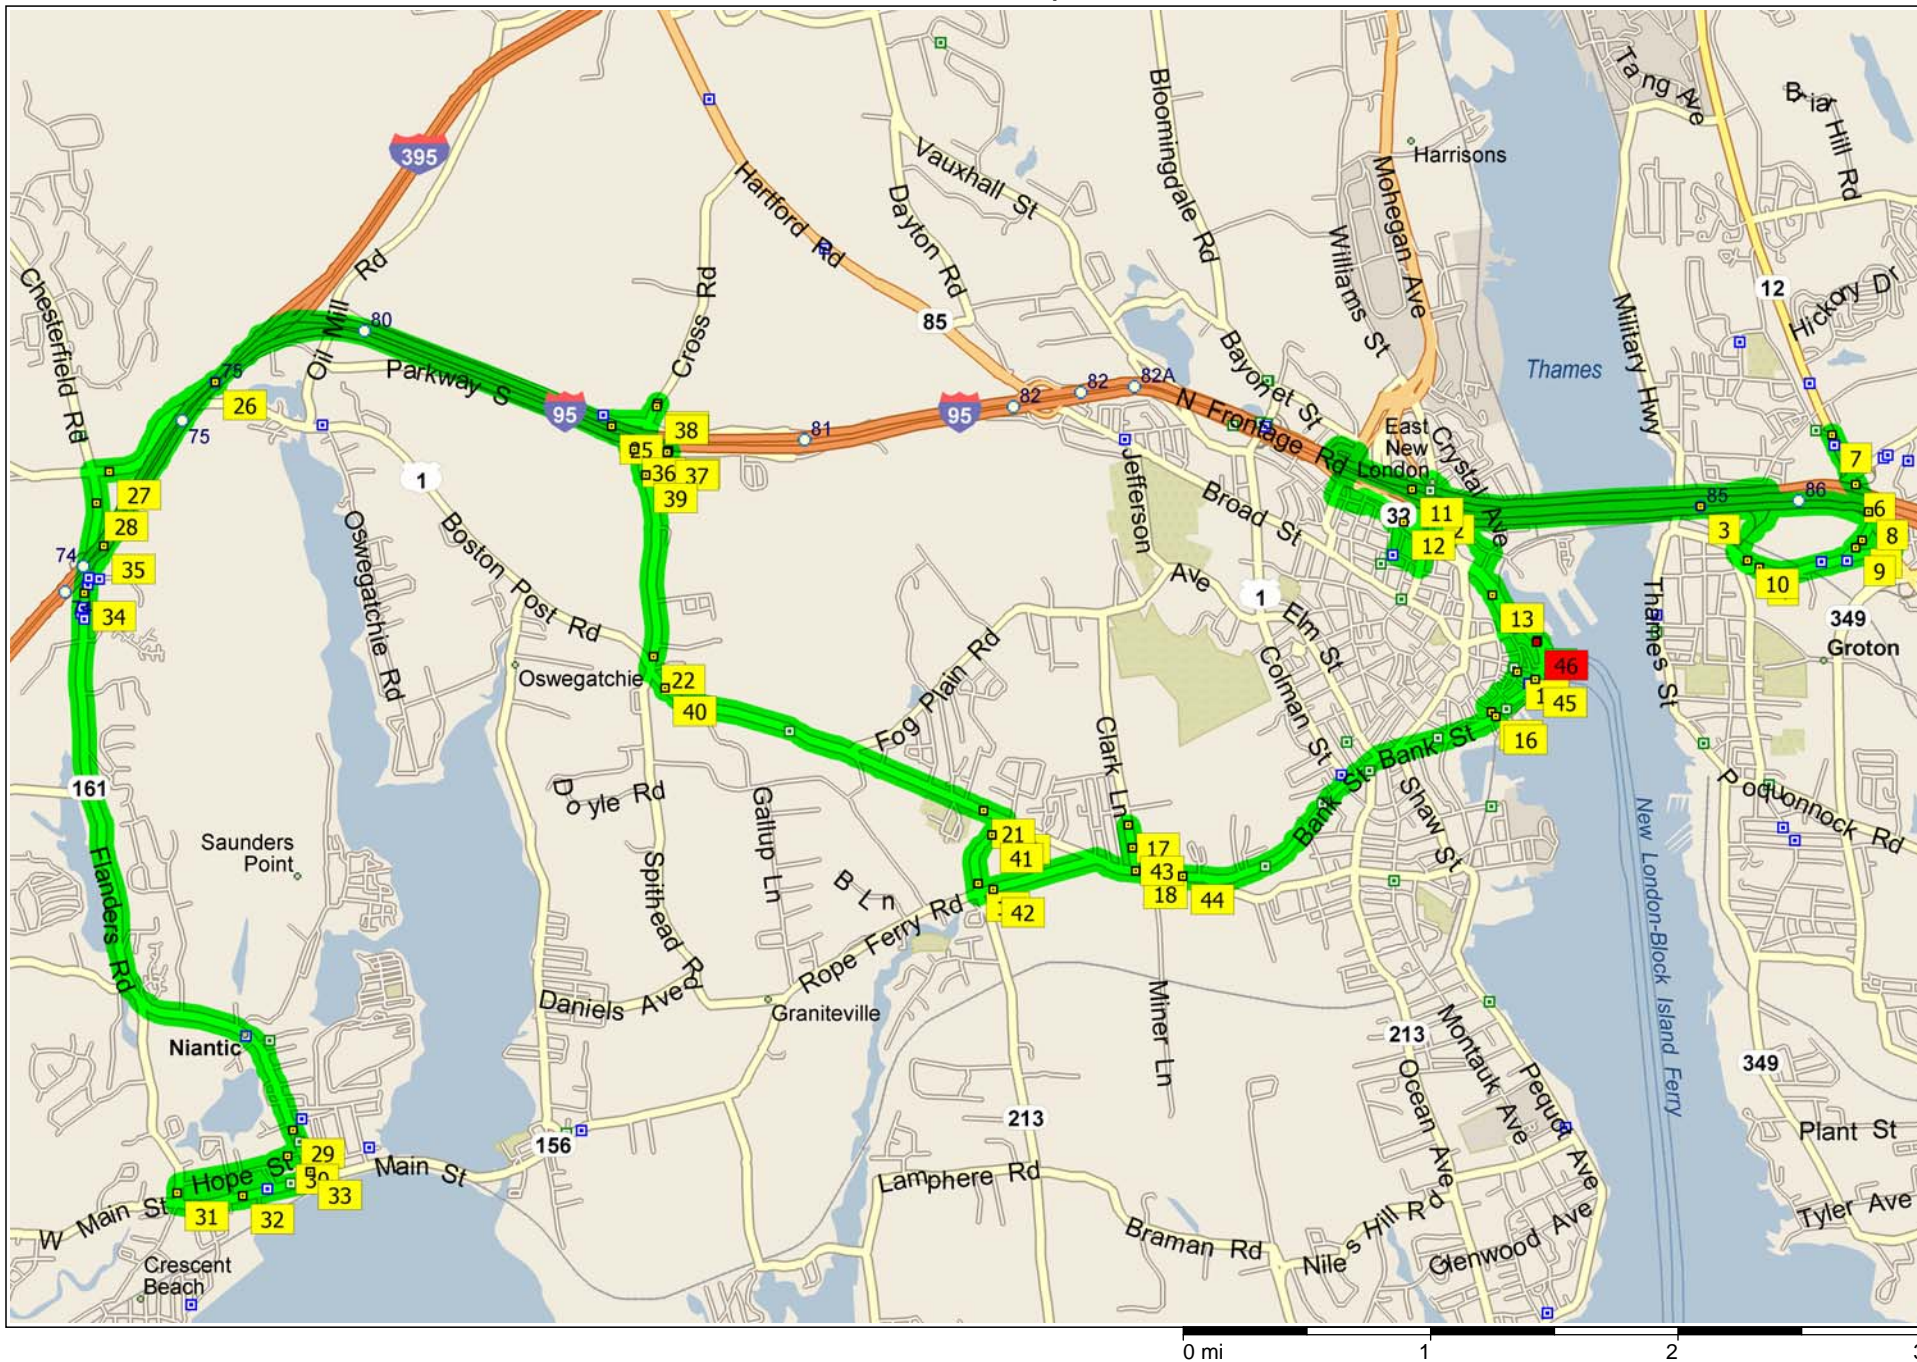 395
Chesterfield Rd
Oil Mill Rd
Parkway S
Cross Rd
Hartford Rd
85
Vauxhall St
Dayton Rd
Bloomingdale Rd
Bayonet St
Williams St
Mohegan Ave
Harrisons
Tang Ave
Briar Hill Rd
12
Hickory Dr
Military Hwy
Thames
75
80
26
75
95
38
25
36
37
39
81
95
82
82
82A
N Frontage Rd
East
New
London
Crystal Ave
85
86
7
6
8
9
3
10
11
2
12
32
13
1
Boston Post Rd
Oswegatchie Rd
Oswegatchie
Jefferson
Ave
Broad St
1
Elm St
Colman St
27
28
74
35
74
34
22
40
Fog Plain Rd
Clark Ln
Bank St
Bank St
Shaw St
46
45
16
Thames St
349
Groton
Poquonnock Rd
New London-Block Island Ferry
161
Flanders Rd
Saunders
Point
Doyle Rd
Gallup Ln
Spithead Rd
B Ln
21
41
17
43
18
44
42
Rope Ferry Rd
Daniels Ave
Graniteville
Miner Ln
213
Montauk Ave
Ocean Ave
Pequot Ave
349
Plant St
Tyler Ave
Niantic
29
30
33
Hope St
Main St
156
31
32
W Main St
Crescent
Beach
213
Lamphere Rd
Braman Rd
Niles Hill Rd
Glenwood Ave
0 mi
1
2
3